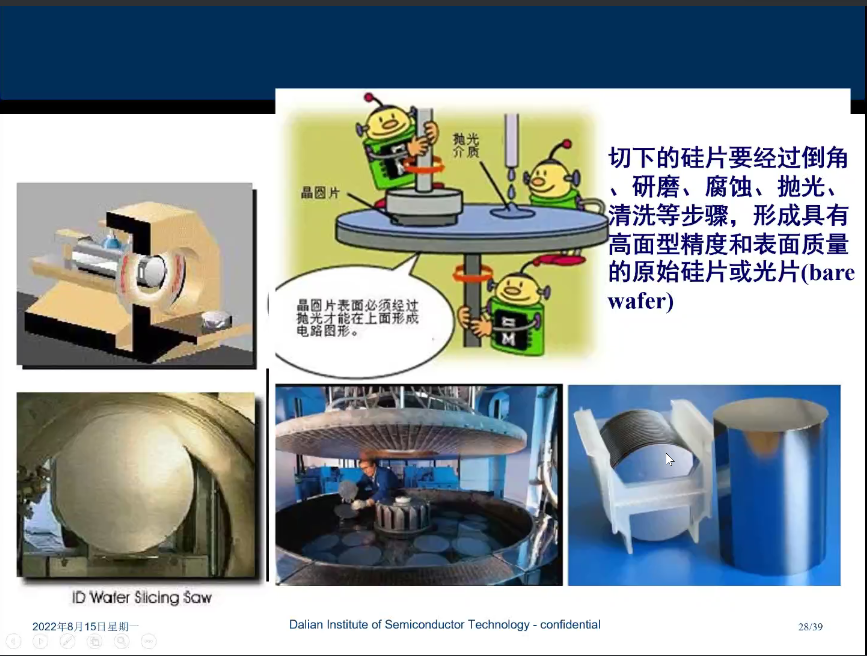 抛光
介质
晶圆片
晶圆片表面必须经过
抛光才能在上面形成
电路图形。
切下的硅片要经过倒角
、研磨、腐蚀、抛光、
清洗等步骤，形成具有
高面型精度和表面质量
的原始硅片或光片(bare
wafer)
M
M
ID Wafer Slicing Saw
2022年8月15日星期一
Dalian Institute of Semiconductor Technology - confidential
28/39